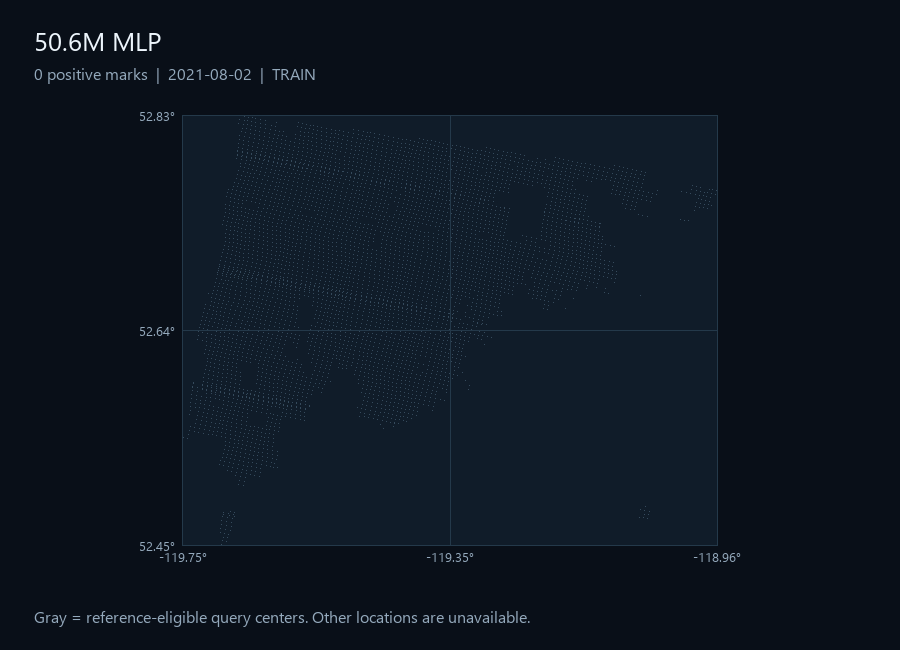 50.6M MLP
0 positive marks | 2021-08-02 | TRAIN
52.83°
52.64°
52.45°
-119.75° -119.35° -118.96°
Gray = reference-eligible query centers. Other locations are unavailable.